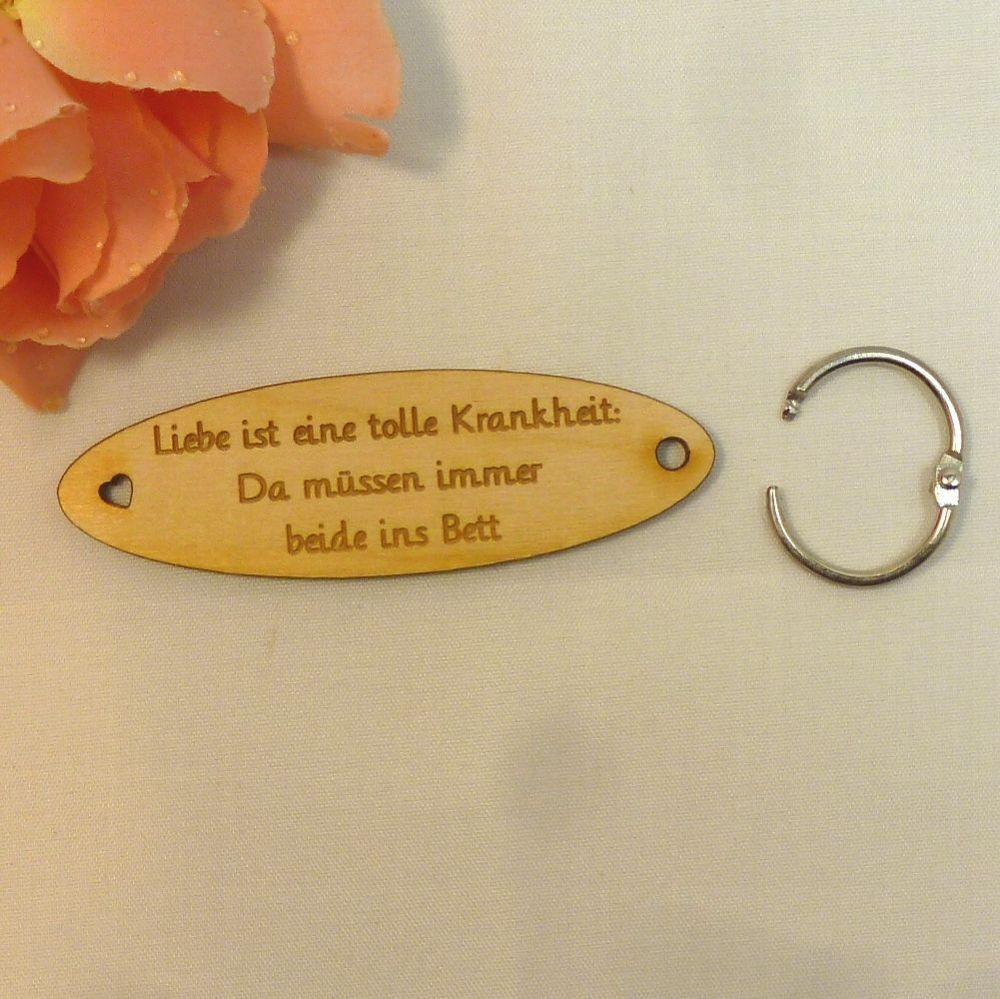 Liebe ist eine tolle Krankheit:
Da müssen immer
beide ins Bett